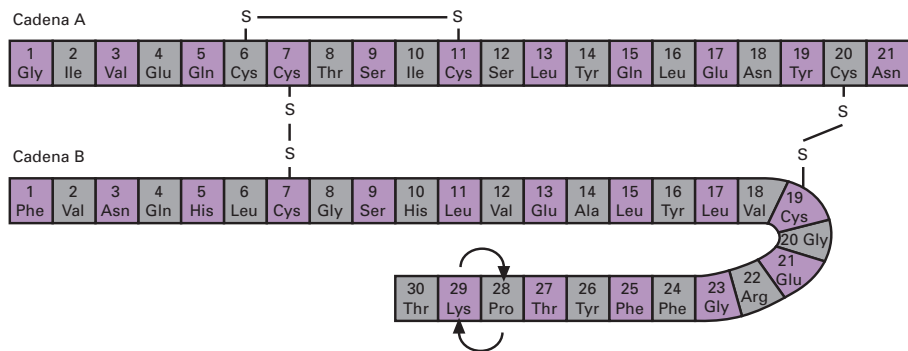 S S
Cadena A
1 2 3 4 5 6 7 8 9 10 11 12 13 14 15 16 17 18 19 20 21
Gly Ile Val Glu Gln Cys Cys Thr Ser Ile Cys Ser Leu Tyr Gln Leu Glu Asn Tyr Cys Asn
S S
S S
Cadena B
1 2 3 4 5 6 7 8 9 10 11 12 13 14 15 16 17 18 19
Phe Val Asn Gln His Leu Cys Gly Ser His Leu Val Glu Ala Leu Tyr Leu Val Cys
20 Gly
21
Glu
22
Arg
30 29 28 27 26 25 24 23
Thr Lys Pro Thr Tyr Phe Phe Gly